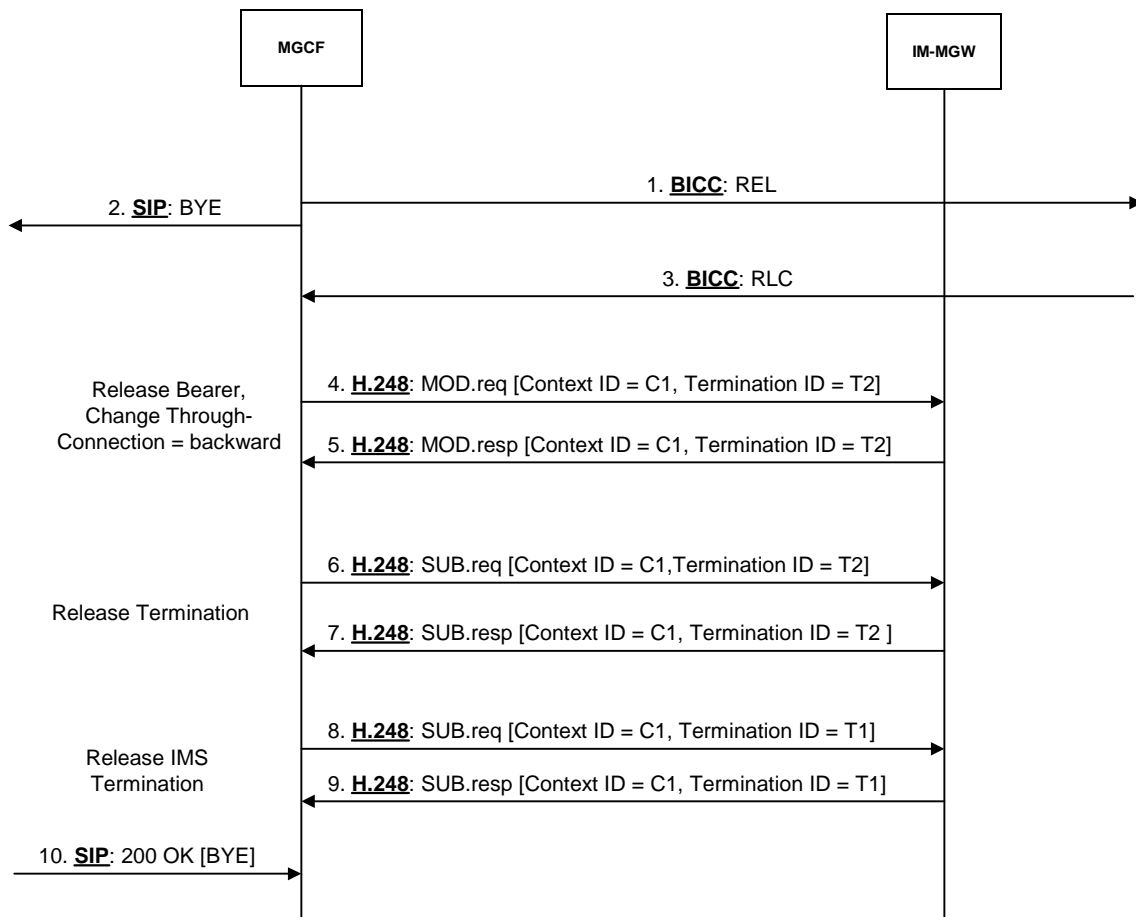 MGCF
IM-MGW
1. BICC: REL
2. SIP: BYE
3. BICC: RLC
Release Bearer,
Change Through-
Connection = backward
4. H.248: MOD.req [Context ID = C1, Termination ID = T2]
5. H.248: MOD.resp [Context ID = C1, Termination ID = T2]
6. H.248: SUB.req [Context ID = C1,Termination ID = T2]
Release Termination
7. H.248: SUB.resp [Context ID = C1, Termination ID = T2 ]
8. H.248: SUB.req [Context ID = C1, Termination ID = T1]
Release IMS
Termination
9. H.248: SUB.resp [Context ID = C1, Termination ID = T1]
10. SIP: 200 OK [BYE]